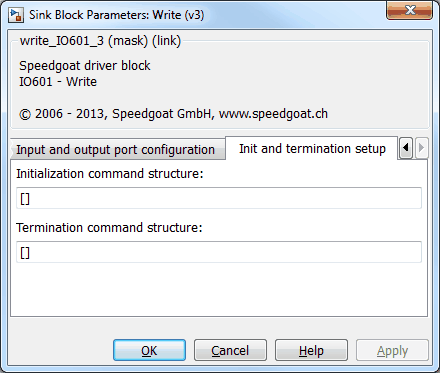 Sink Block Parameters: Write (v3)
write_IO601_3 (mask) (link)
Speedgoat driver block
IO601 - Write
© 2006 - 2013, Speedgoat GmbH, www.speedgoat.ch
Input and output port configuration
Init and termination setup
Initialization command structure:
[]
Termination command structure:
[]
OK
Cancel
Help
Apply